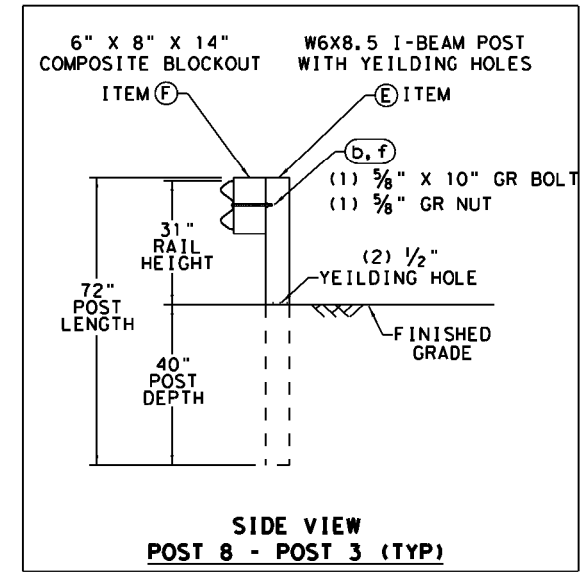 6" X 8" X 14"
COMPOSITE BLOCKOUT
ITEM F
W6X8.5 I-BEAM POST
WITH YEILDING HOLES
E ITEM
b, f
(1) 5/8" X 10" GR BOLT
(1) 5/8" GR NUT
31"
RAIL
HEIGHT
(2) 1/2"
YEILDING HOLE
72"
POST
LENGTH
FINISHED
GRADE
40"
POST
DEPTH
SIDE VIEW
POST 8 - POST 3 (TYP)